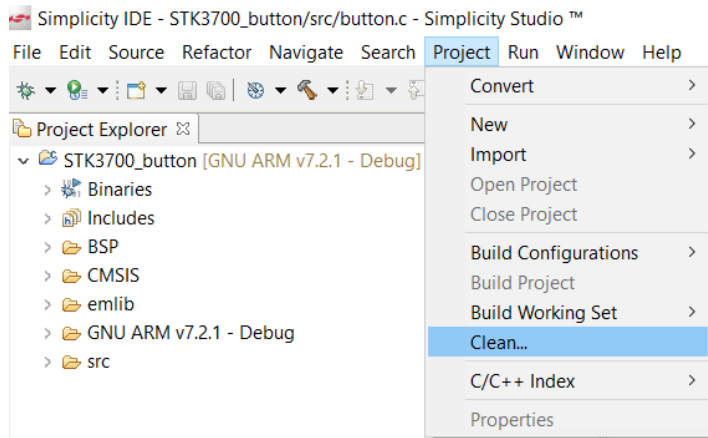 Simplicity IDE - STK3700_button/src/button.c - Simplicity Studio ™
File Edit Source Refactor Navigate Search Project Run Window Help
Project Explorer
STK3700_button [GNU ARM v7.2.1 - Debug]
Binaries
Includes
BSP
CMSIS
emlib
GNU ARM v7.2.1 - Debug
src
Convert
New
Import
Open Project
Close Project
Build Configurations
Build Project
Build Working Set
Clean...
C/C++ Index
Properties